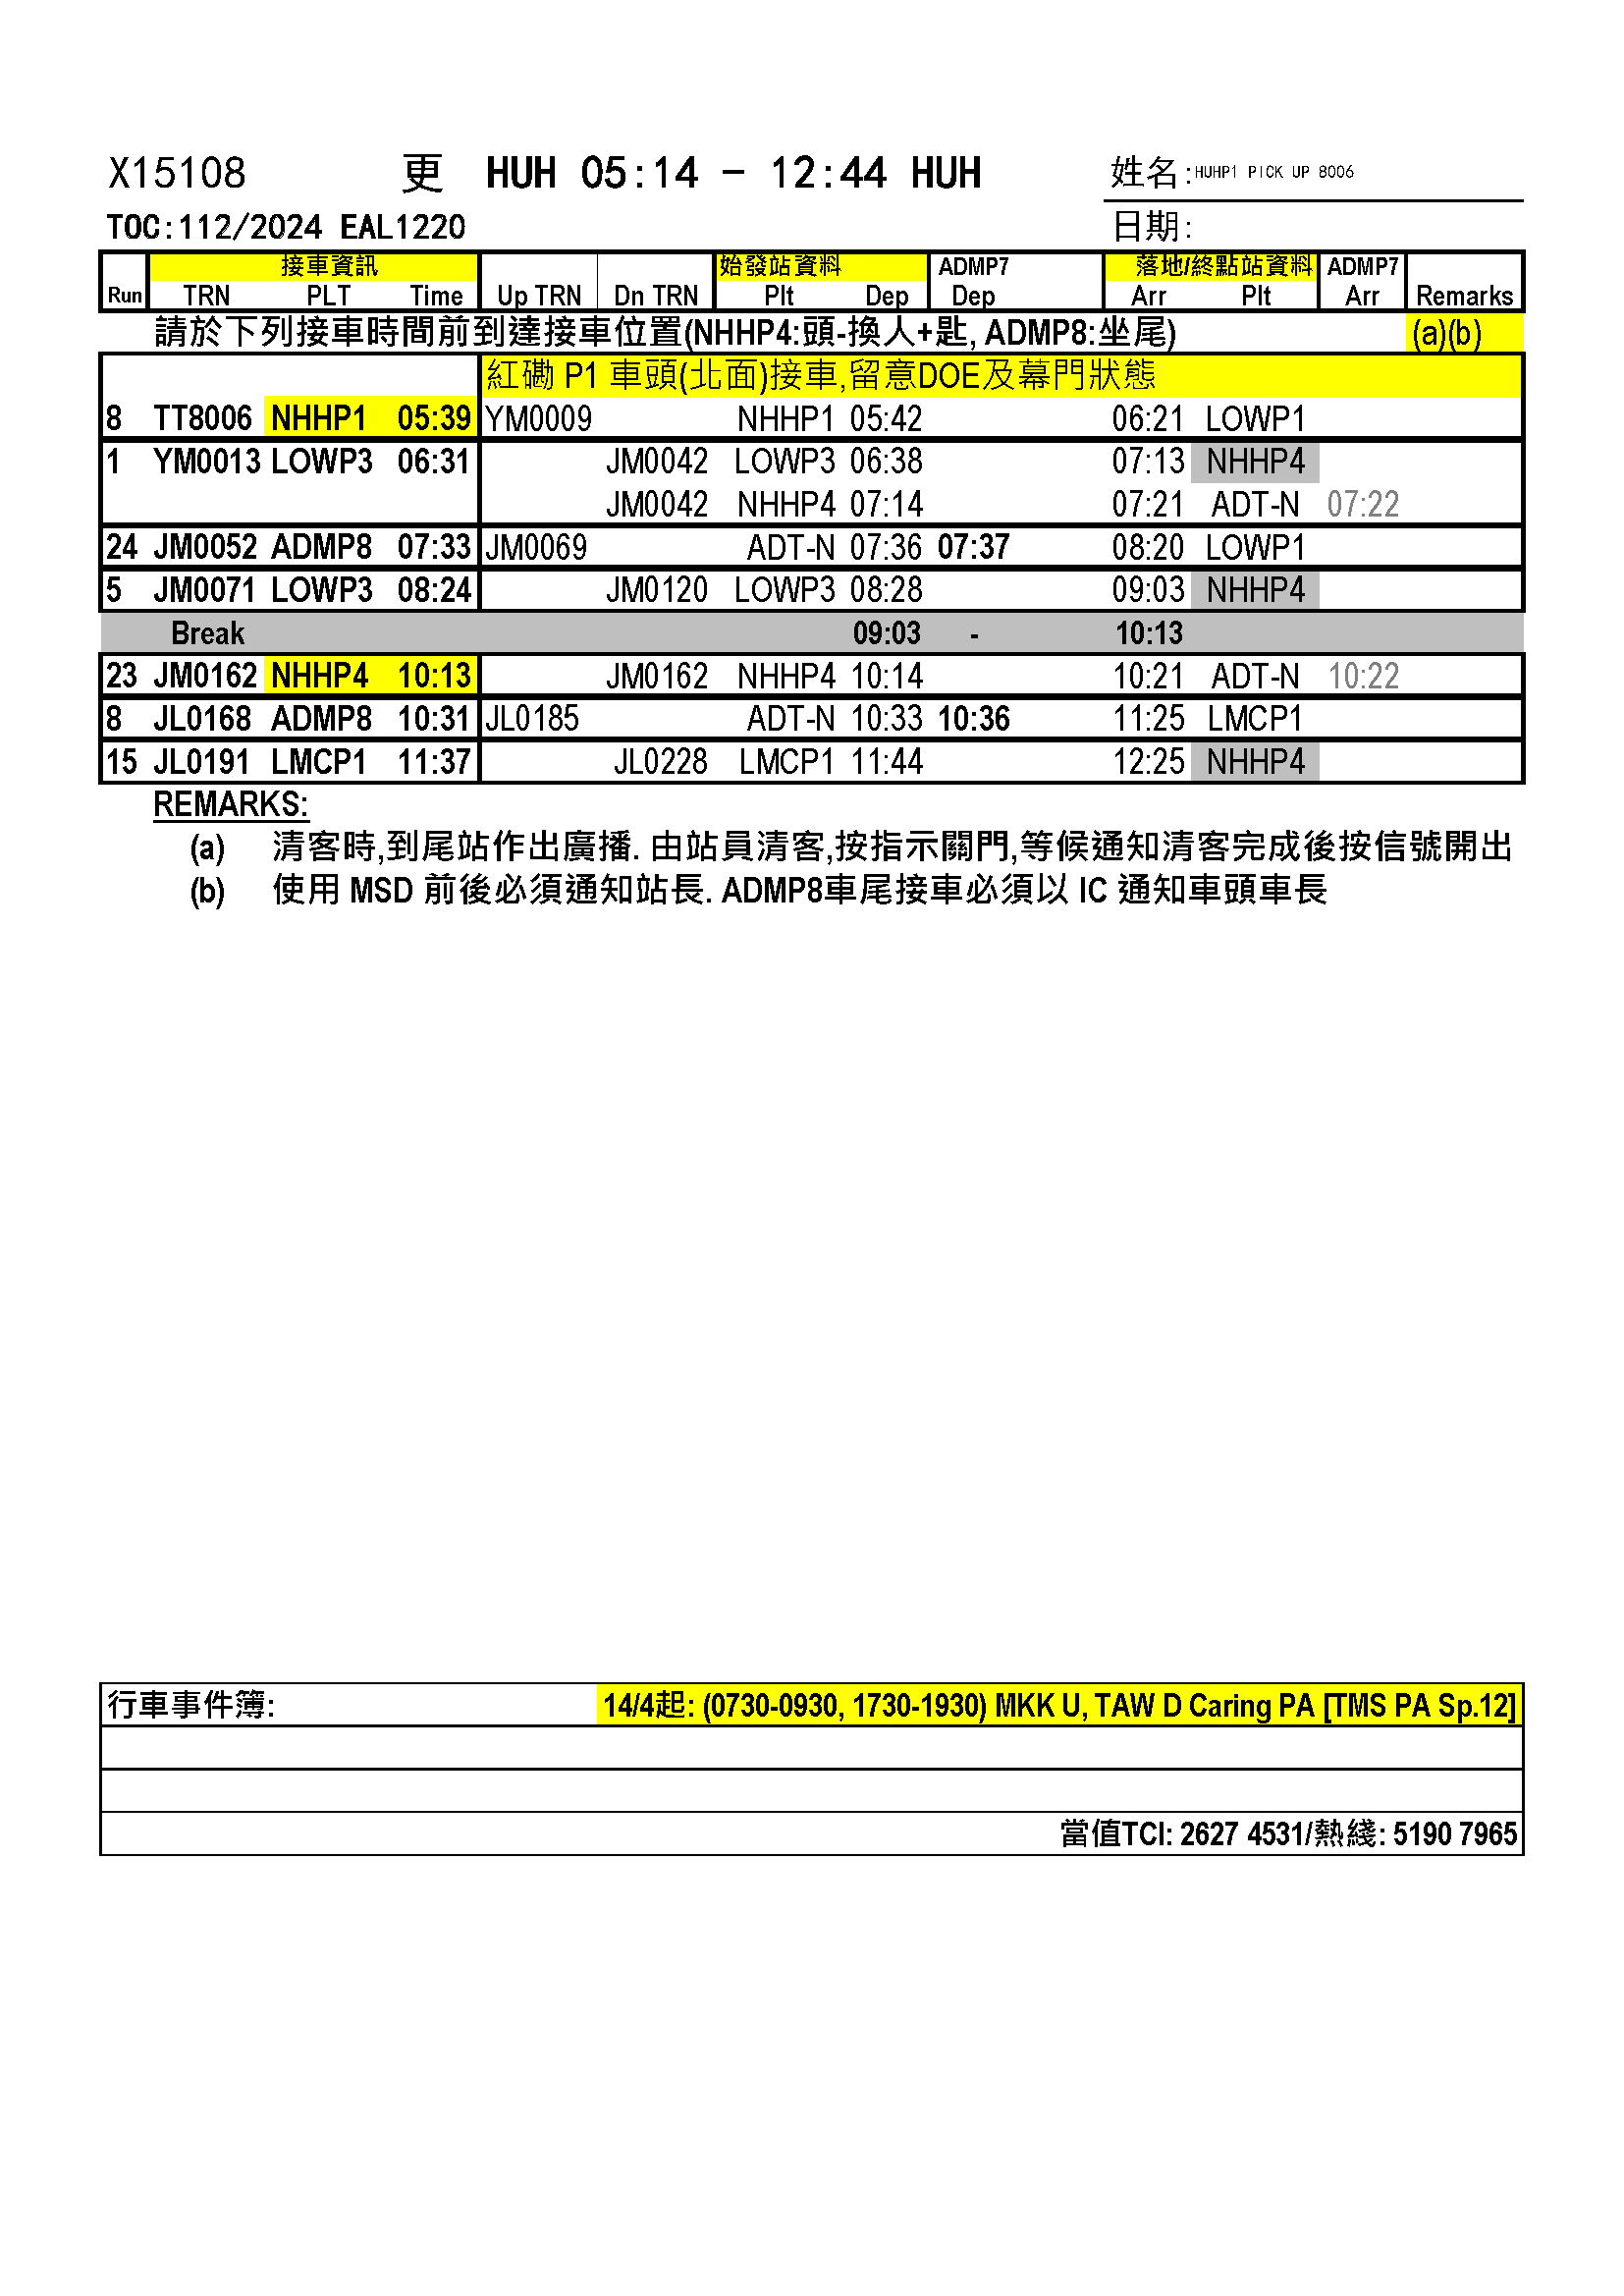 X15108 更 HUH 05:14 - 12:44 HUH 姓名:HUHP1 PICK UP 8006
TOC:112/2024 EAL1220 日期:
接車資訊 始發站資料 ADMP7 落地/終點站資料 ADMP7
Run TRN PLT Time Up TRN Dn TRN Plt Dep Dep Arr Plt Arr Remarks
請於下列接車時間前到達接車位置(NHHP4:頭-換人+匙, ADMP8:坐尾) (a)(b)
紅磡 P1 車頭(北面)接車,留意DOE及幕門狀態
8 TT8006 NHHP1 05:39 YM0009 NHHP1 05:42 06:21 LOWP1
1 YM0013 LOWP3 06:31 JM0042 LOWP3 06:38 07:13 NHHP4
JM0042 NHHP4 07:14 07:21 ADT-N 07:22
24 JM0052 ADMP8 07:33 JM0069 ADT-N 07:36 07:37 08:20 LOWP1
5 JM0071 LOWP3 08:24 JM0120 LOWP3 08:28 09:03 NHHP4
Break 09:03 - 10:13
23 JM0162 NHHP4 10:13 JM0162 NHHP4 10:14 10:21 ADT-N 10:22
8 JL0168 ADMP8 10:31 JL0185 ADT-N 10:33 10:36 11:25 LMCP1
15 JL0191 LMCP1 11:37 JL0228 LMCP1 11:44 12:25 NHHP4
REMARKS:
(a) 清客時,到尾站作出廣播. 由站員清客,按指示關門,等候通知清客完成後按信號開出
(b) 使用 MSD 前後必須通知站長. ADMP8車尾接車必須以 IC 通知車頭車長
行車事件簿: 14/4起: (0730-0930, 1730-1930) MKK U, TAW D Caring PA [TMS PA Sp.12]
當值TCI: 2627 4531/熱綫: 5190 7965